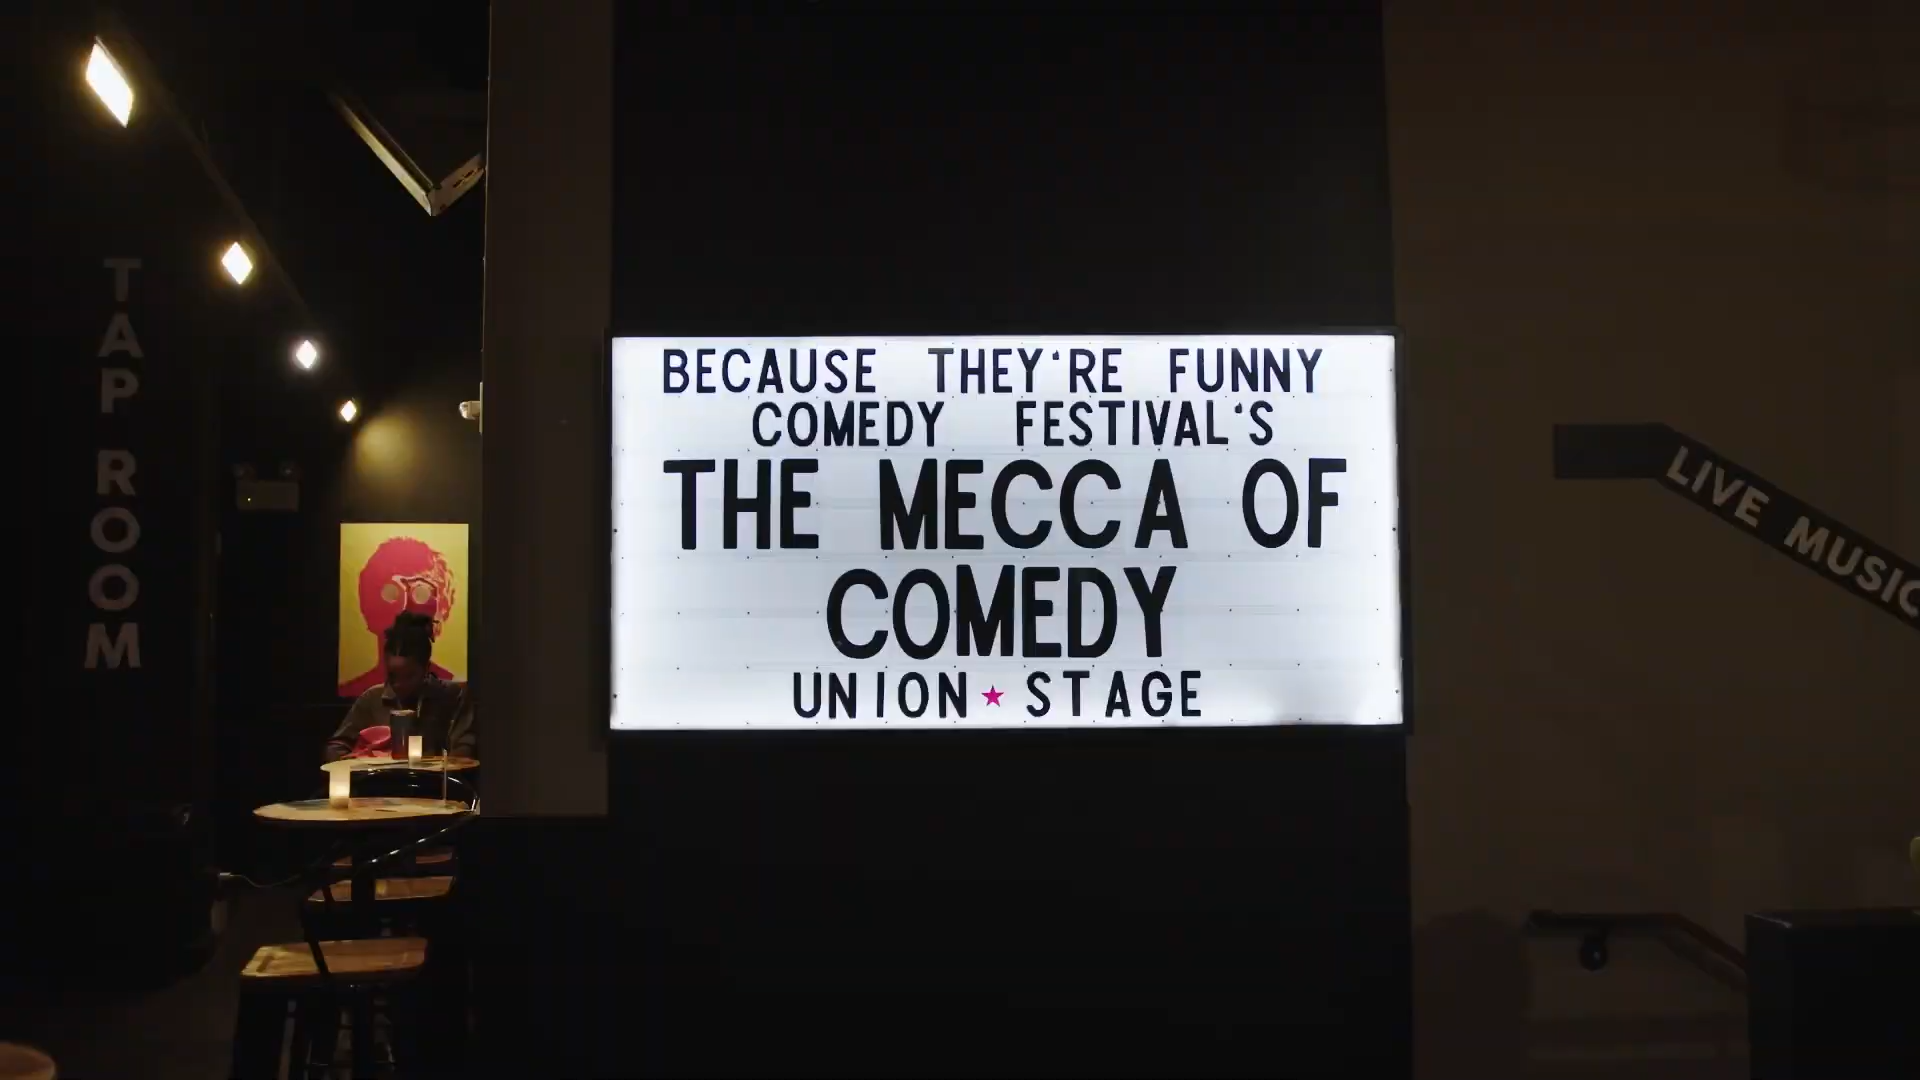 TAP ROOM
BECAUSE THEY'RE FUNNY
COMEDY FESTIVAL'S
THE MECCA OF
COMEDY
UNION★STAGE
LIVE MUSIC